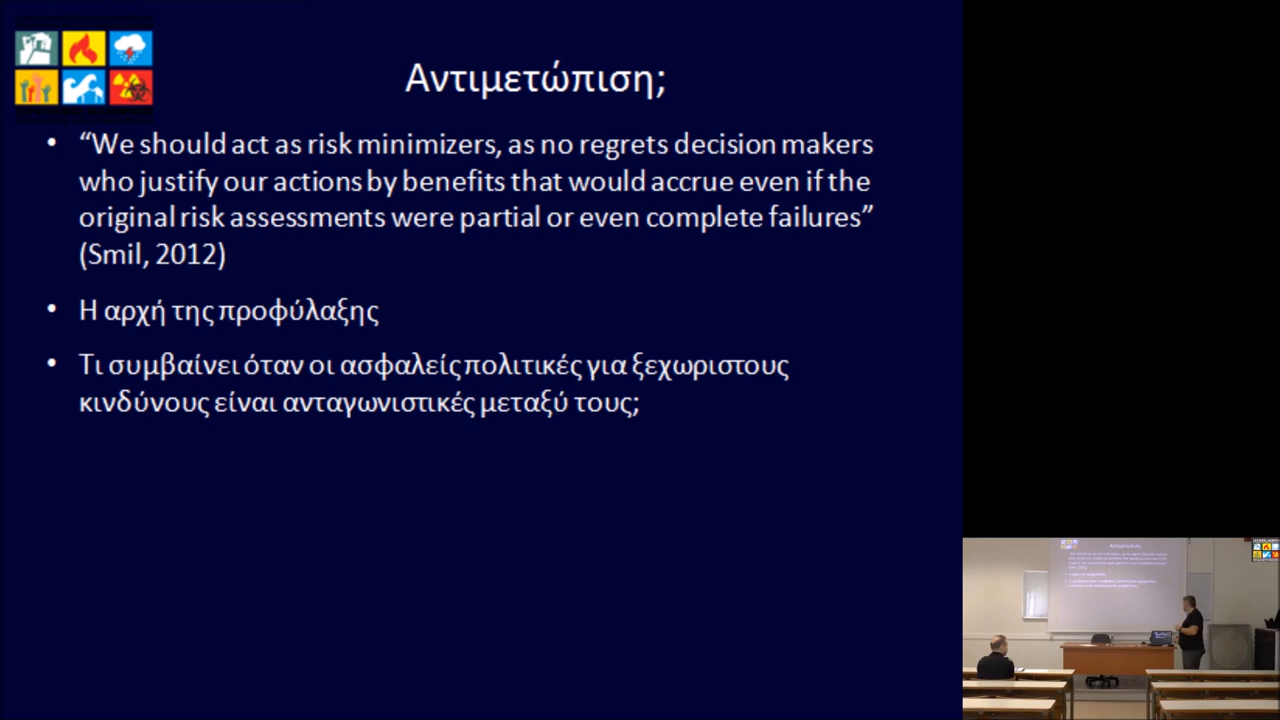 Αντιμετώπιση;
• “We should act as risk minimizers, as no regrets decision makers
who justify our actions by benefits that would accrue even if the
original risk assessments were partial or even complete failures”
(Smil, 2012)
• Η αρχή της προφύλαξης
• Τι συμβαίνει όταν οι ασφαλείς πολιτικές για ξεχωριστους
κινδύνους είναι ανταγωνιστικές μεταξύ τους;